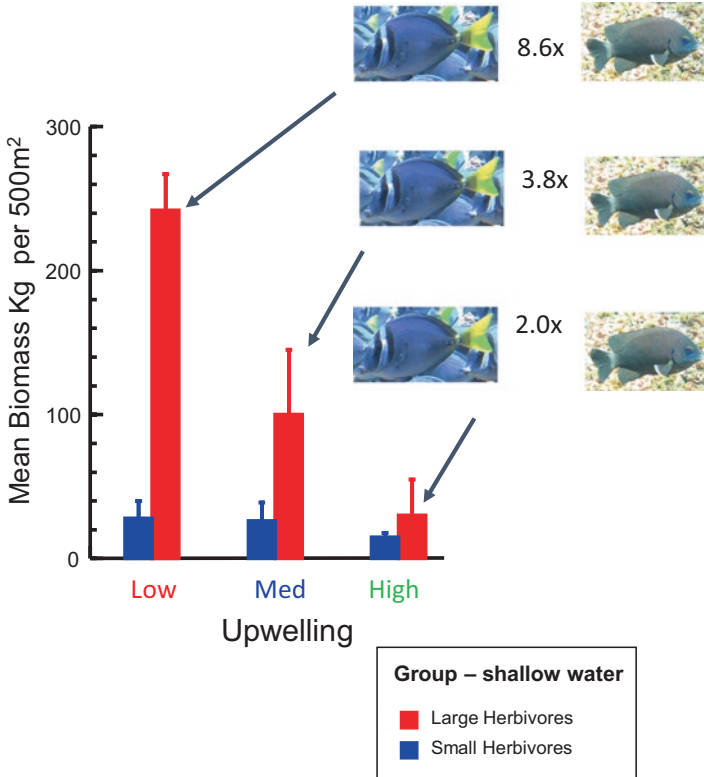 8.6x
3.8x
2.0x
Mean Biomass Kg per 500m²
300
200
100
0
Low Med High
Upwelling
Group – shallow water
Large Herbivores
Small Herbivores